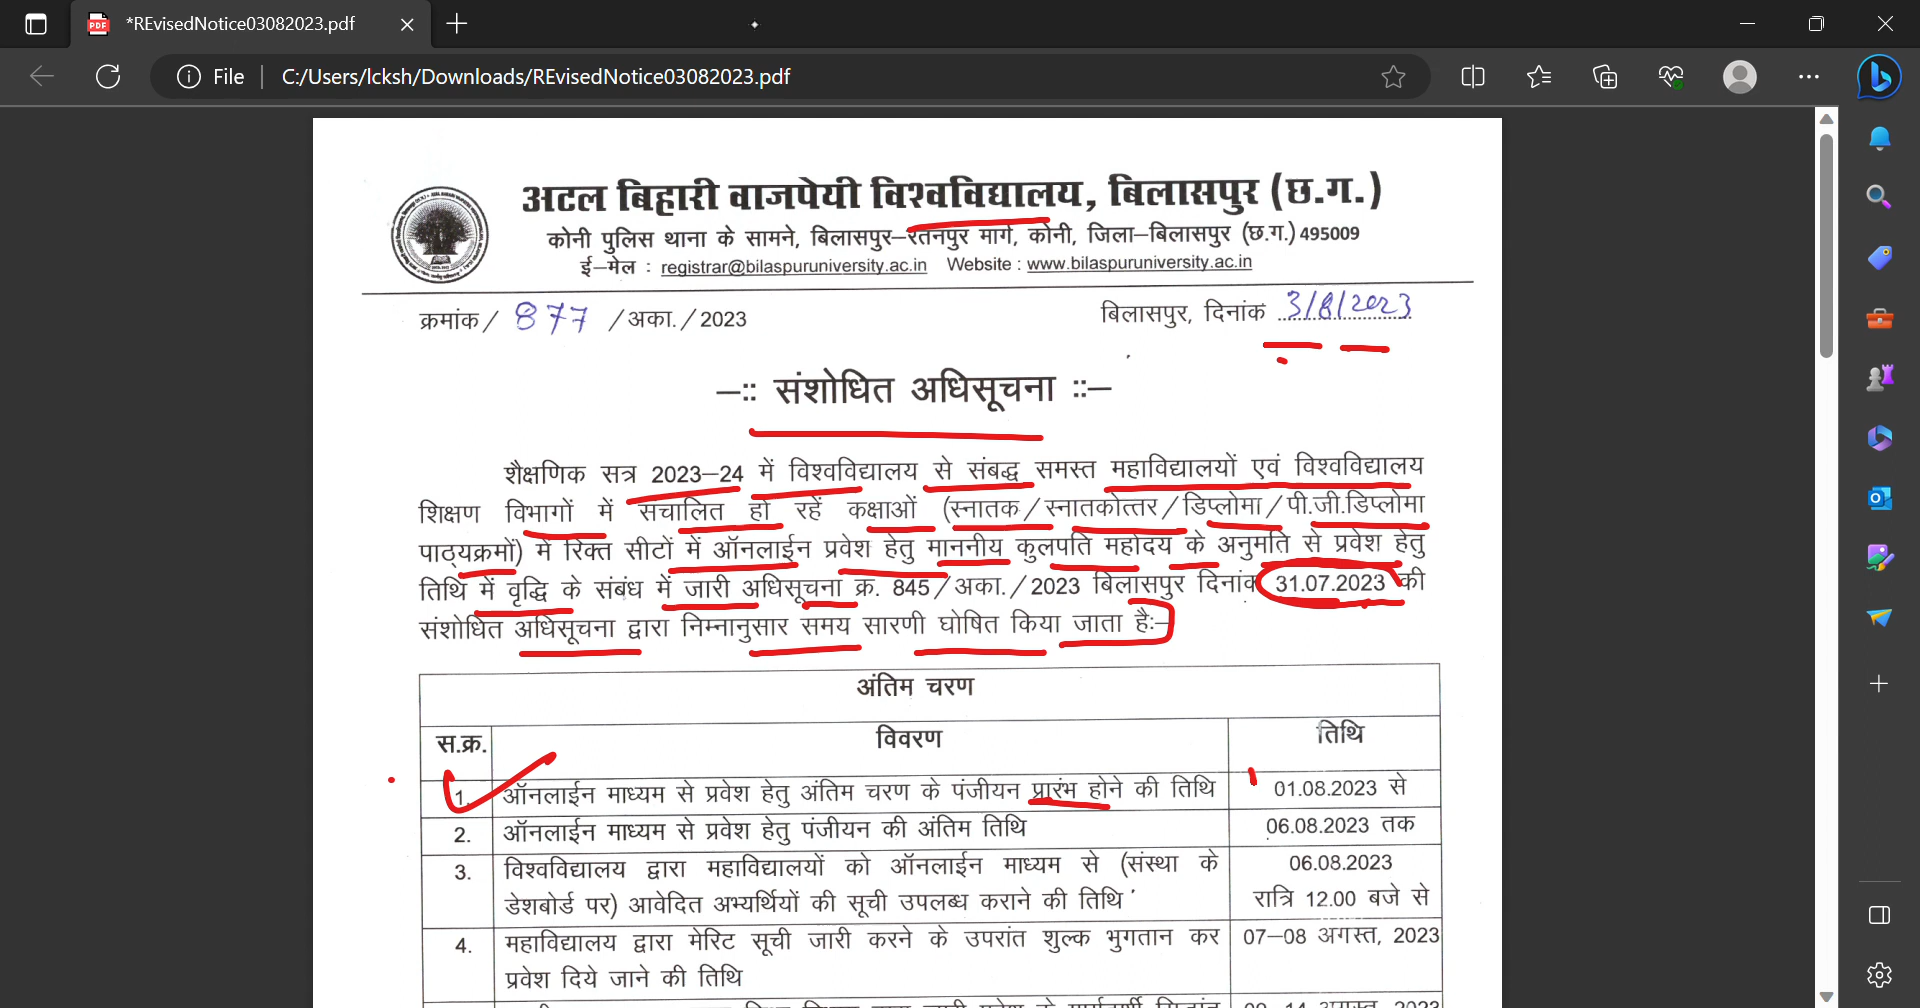 *REvisedNotice03082023.pdf
File
C:/Users/lcksh/Downloads/REvisedNotice03082023.pdf
अटल बिहारी वाजपेयी विश्वविद्यालय, बिलासपुर (छ.ग.)
कोनी पुलिस थाना के सामने, बिलासपुर–रतनपुर मार्ग, कोनी, जिला–बिलासपुर (छ.ग.) 495009
ई–मेल : registrar@bilaspuruniversity.ac.in Website : www.bilaspuruniversity.ac.in
क्रमांक / 877 / अका. / 2023 बिलासपुर, दिनांक 3/8/2023
–:: संशोधित अधिसूचना ::–
शैक्षणिक सत्र 2023–24 में विश्वविद्यालय से संबद्ध समस्त महाविद्यालयों एवं विश्वविद्यालय
शिक्षण विभागों में संचालित हो रहें कक्षाओं (स्नातक / स्नातकोत्तर / डिप्लोमा / पी.जी.डिप्लोमा
पाठ्यक्रमों) में रिक्त सीटों में ऑनलाईन प्रवेश हेतु माननीय कुलपति महोदय के अनुमति से प्रवेश हेतु
तिथि में वृद्धि के संबंध में जारी अधिसूचना क्र. 845 / अका. / 2023 बिलासपुर दिनांक 31.07.2023 की
संशोधित अधिसूचना द्वारा निम्नानुसार समय सारणी घोषित किया जाता है:–
अंतिम चरण
स.क्र. विवरण तिथि
1. ऑनलाईन माध्यम से प्रवेश हेतु अंतिम चरण के पंजीयन प्रारंभ होने की तिथि 01.08.2023 से
2. ऑनलाईन माध्यम से प्रवेश हेतु पंजीयन की अंतिम तिथि 06.08.2023 तक
3. विश्वविद्यालय द्वारा महाविद्यालयों को ऑनलाईन माध्यम से (संस्था के 06.08.2023
डेशबोर्ड पर) आवेदित अभ्यर्थियों की सूची उपलब्ध कराने की तिथि रात्रि 12.00 बजे से
4. महाविद्यालय द्वारा मेरिट सूची जारी करने के उपरांत शुल्क भुगतान कर 07–08 अगस्त, 2023
प्रवेश दिये जाने की तिथि